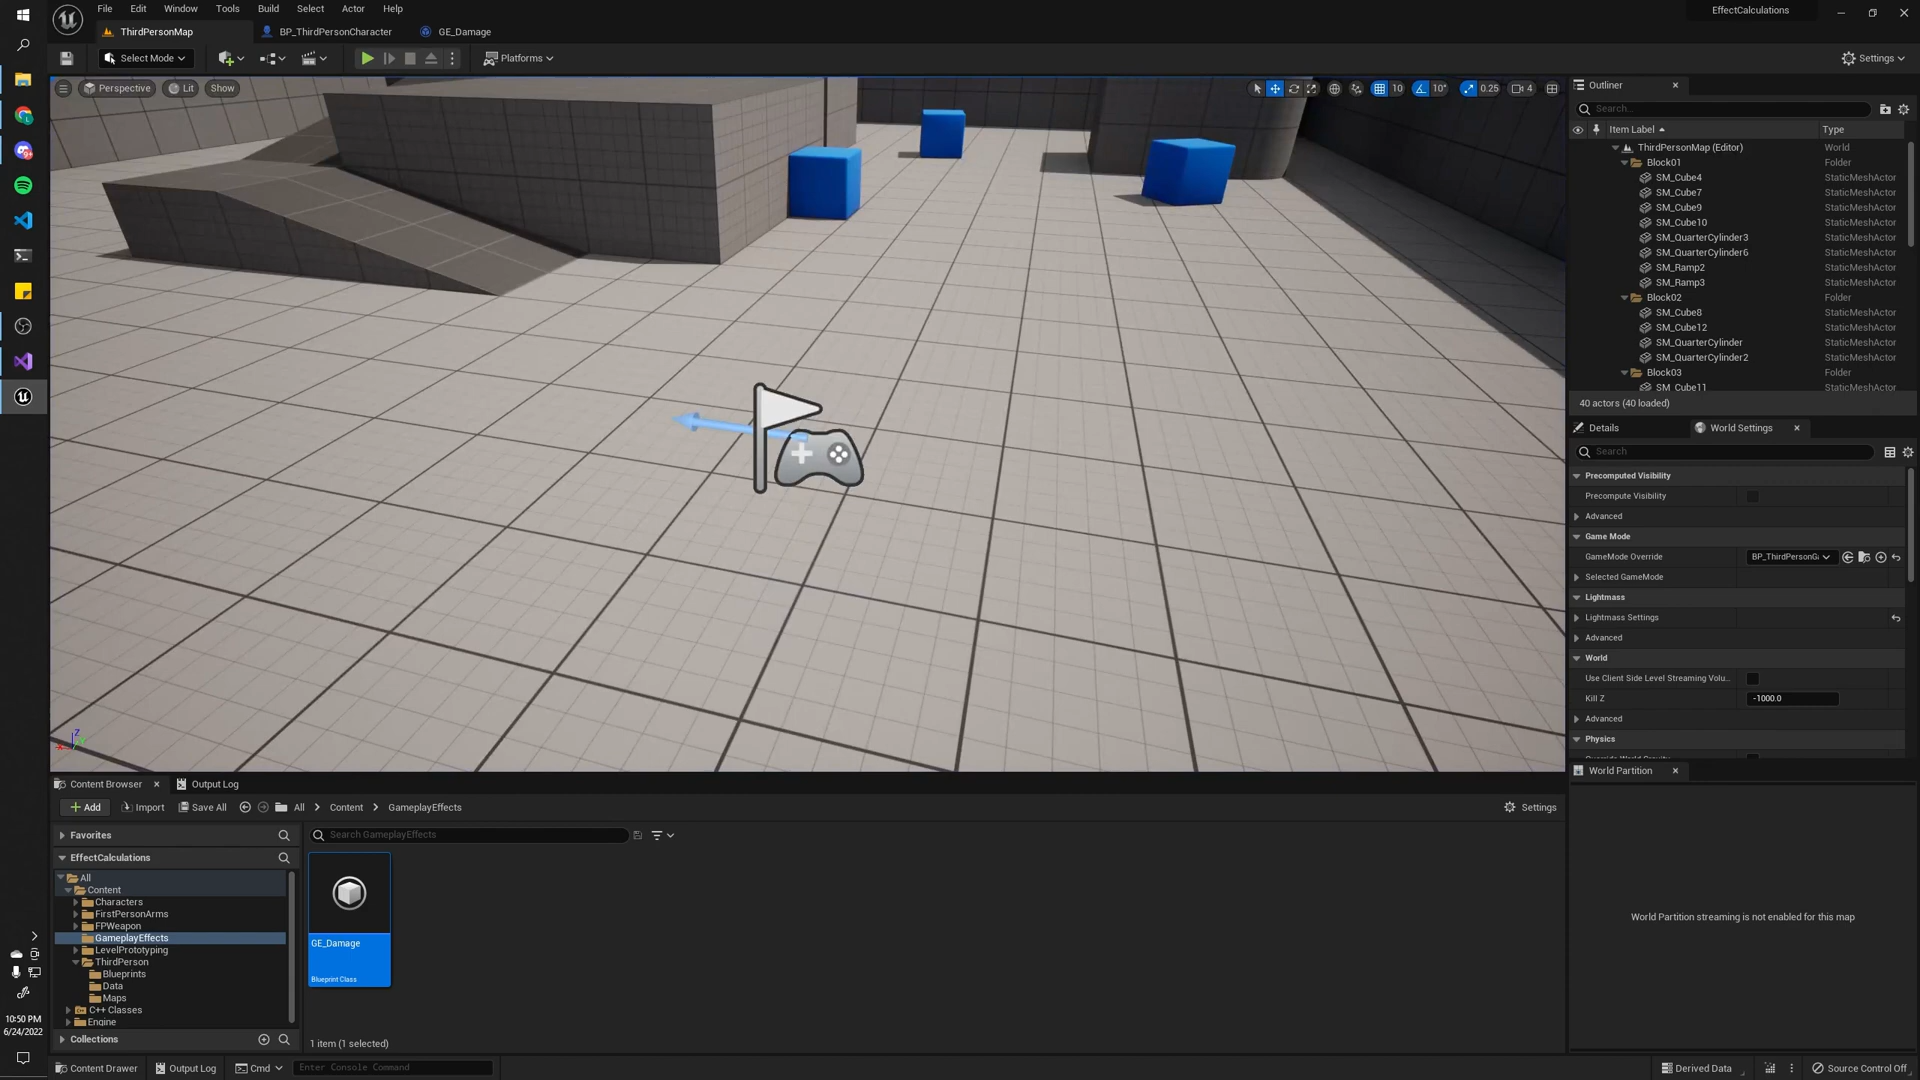 File Edit Window Tools Build Select Actor Help
EffectCalculations
ThirdPersonMap
BP_ThirdPersonCharacter
GE_Damage
Select Mode
Platforms
Settings
Perspective
Lit
Show
10
10°
0.25
4
Outliner
Search...
Item Label
Type
ThirdPersonMap (Editor) World
Block01 Folder
SM_Cube4 StaticMeshActor
SM_Cube7 StaticMeshActor
SM_Cube9 StaticMeshActor
SM_Cube10 StaticMeshActor
SM_QuarterCylinder3 StaticMeshActor
SM_QuarterCylinder6 StaticMeshActor
SM_Ramp2 StaticMeshActor
SM_Ramp3 StaticMeshActor
Block02 Folder
SM_Cube8 StaticMeshActor
SM_Cube12 StaticMeshActor
SM_QuarterCylinder StaticMeshActor
SM_QuarterCylinder2 StaticMeshActor
Block03 Folder
SM_Cube11 StaticMeshActor
40 actors (40 loaded)
Details
World Settings
Search
Precomputed Visibility
Precompute Visibility
Advanced
Game Mode
GameMode Override
BP_ThirdPersonGa
Selected GameMode
Lightmass
Lightmass Settings
Advanced
World
Use Client Side Level Streaming Volu...
Kill Z
-1000.0
Advanced
Physics
Override World Gravity
World Partition
World Partition streaming is not enabled for this map
Z
X
Content Browser
Output Log
Add
Import
Save All
All
Content
GameplayEffects
Settings
Favorites
Search GameplayEffects
EffectCalculations
All
Content
Characters
FirstPersonArms
FPWeapon
GameplayEffects
LevelPrototyping
ThirdPerson
Blueprints
Data
Maps
C++ Classes
Engine
Collections
GE_Damage
Blueprint Class
1 item (1 selected)
10:50 PM
6/24/2022
Content Drawer
Output Log
Cmd
Enter Console Command
Derived Data
Source Control Off